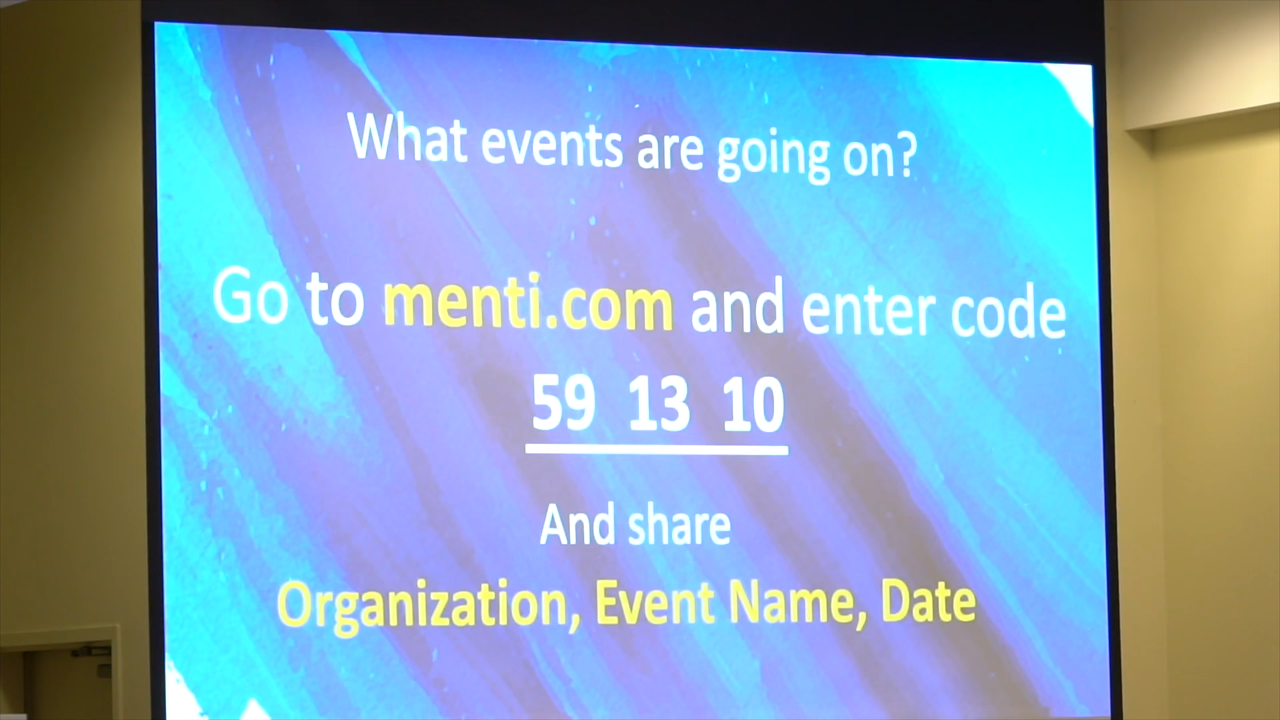 What events are going on?
Go to menti.com and enter code
59 13 10
And share
Organization, Event Name, Date